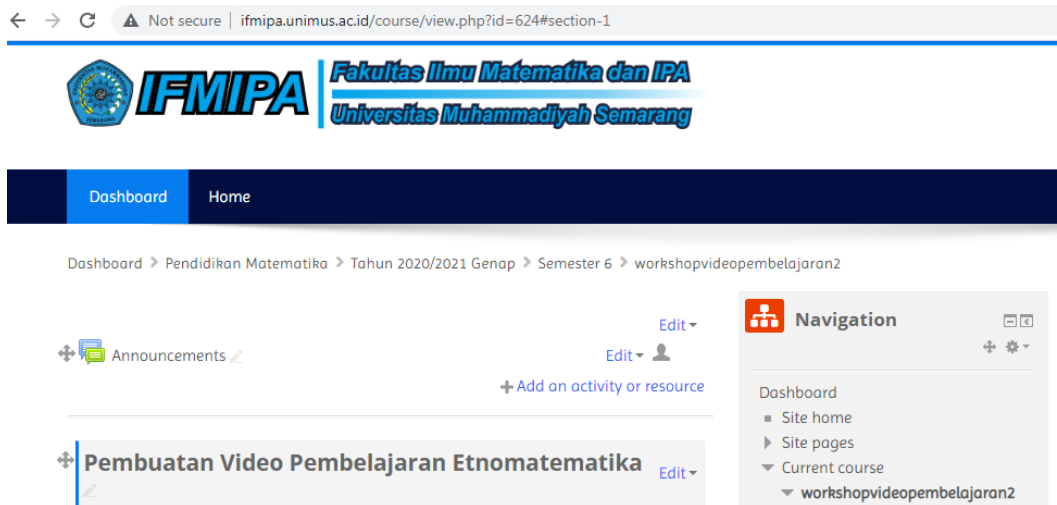 Not secure | ifmipa.unimus.ac.id/course/view.php?id=624#section-1
IFMIPA
Fakultas Ilmu Matematika dan IPA
Universitas Muhammadiyah Semarang
Dashboard Home
Dashboard > Pendidikan Matematika > Tahun 2020/2021 Genap > Semester 6 > workshopvideopembelajaran2
Edit
Announcements Edit
Add an activity or resource
Pembuatan Video Pembelajaran Etnomatematika Edit
Navigation
Dashboard
Site home
Site pages
Current course
workshopvideopembelajaran2